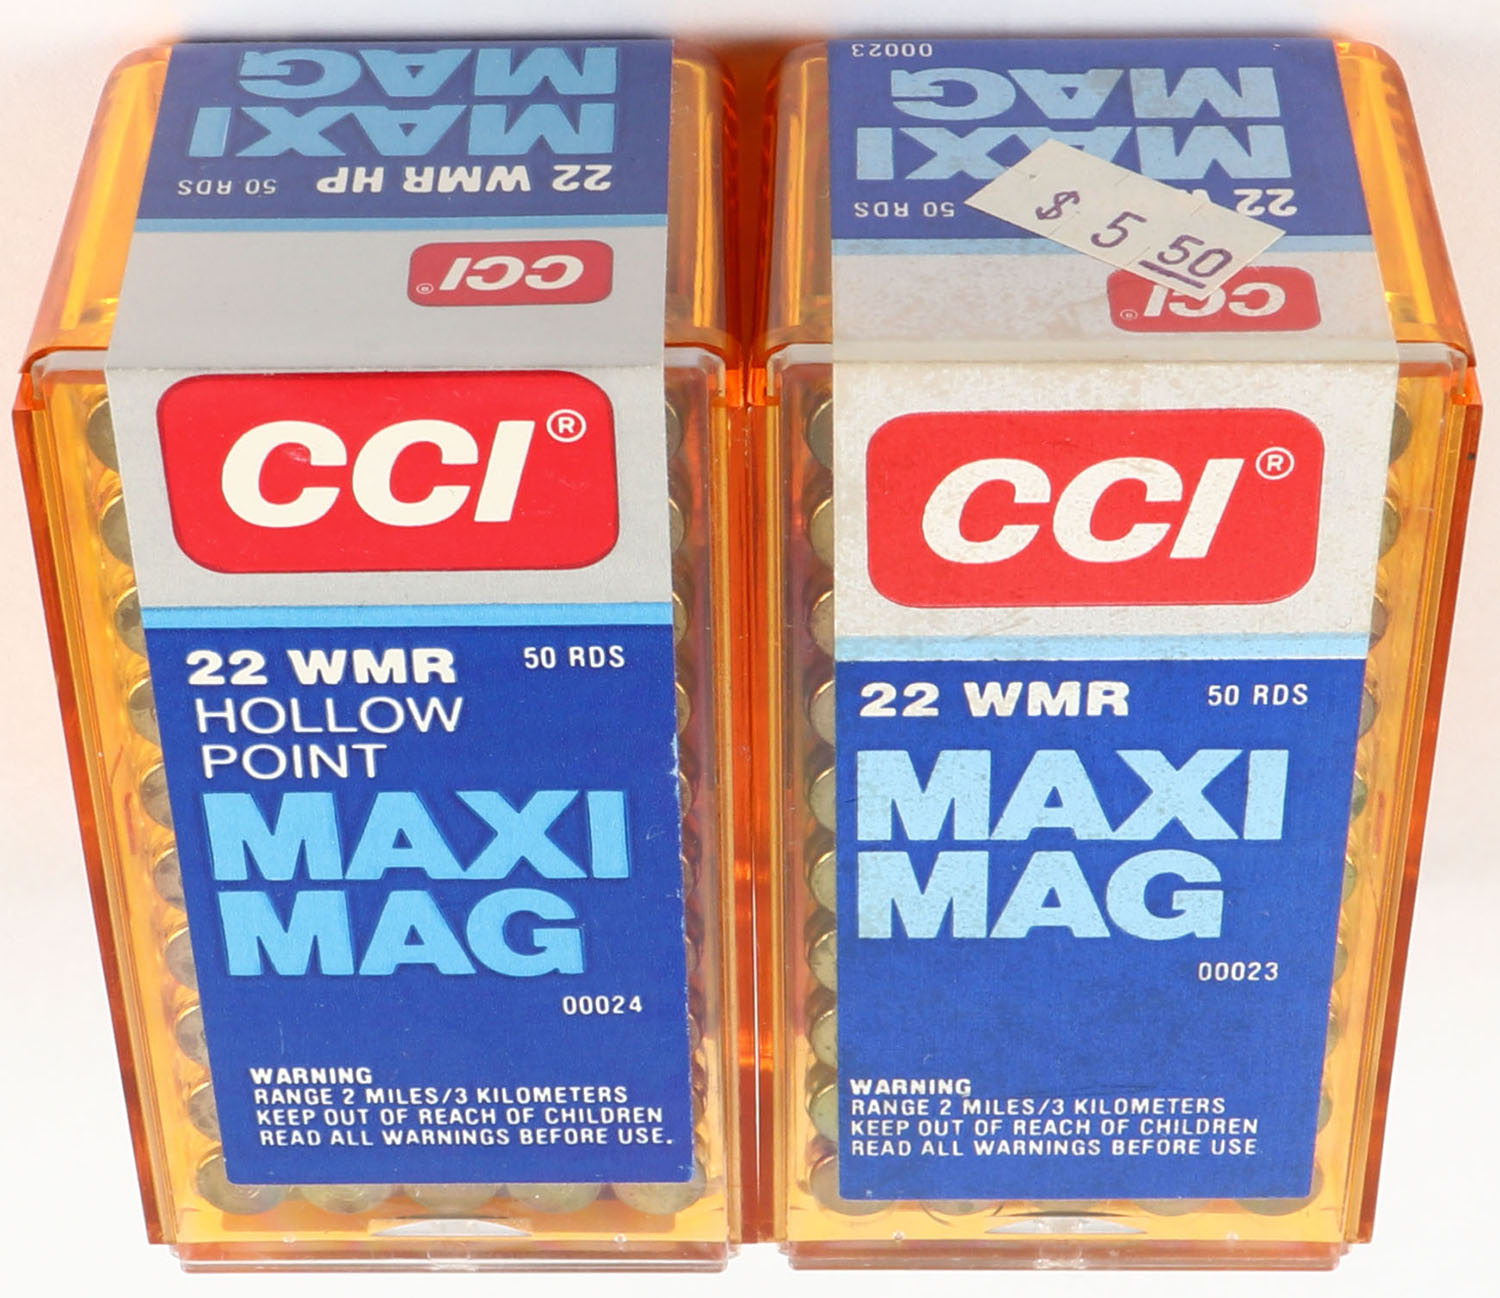 MAXI
MAG
22 WMR HP
50 RDS
CCI®
CCI®
22 WMR
50 RDS
HOLLOW
POINT
MAXI
MAG
00024
WARNING
RANGE 2 MILES/3 KILOMETERS
KEEP OUT OF REACH OF CHILDREN
READ ALL WARNINGS BEFORE USE.
00023
MAXI
MAG
22
50 RDS
$ 5 50
CCI®
CCI®
22 WMR
50 RDS
MAXI
MAG
00023
WARNING
RANGE 2 MILES/3 KILOMETERS
KEEP OUT OF REACH OF CHILDREN
READ ALL WARNINGS BEFORE USE